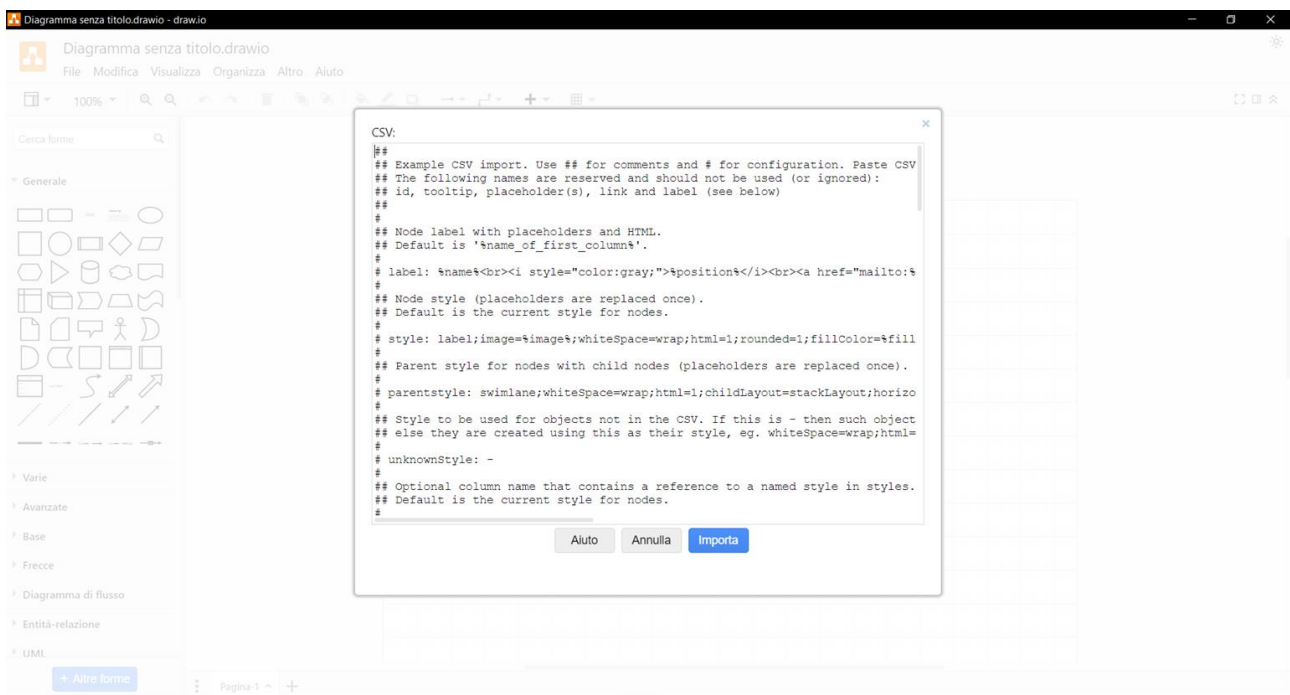 Diagramma senza titolo.drawio - draw.io
Diagramma senza titolo.drawio
File Modifica Visualizza Organizza Altro Aiuto
100%
Cerca forme
Generale
Varie
Avanzate
Base
Frecce
Diagramma di flusso
Entità-relazione
UML
+ Altre forme
Pagina-1
CSV:
##
## Example CSV import. Use ## for comments and # for configuration. Paste CSV
## The following names are reserved and should not be used (or ignored):
## id, tooltip, placeholder(s), link and label (see below)
##
#
## Node label with placeholders and HTML.
## Default is '%name_of_first_column%'.
#
# label: %name%<br><i style="color:gray;">%position%</i><br><a href="mailto:%
#
## Node style (placeholders are replaced once).
## Default is the current style for nodes.
#
# style: label;image=%image%;whiteSpace=wrap;html=1;rounded=1;fillColor=%fill
#
## Parent style for nodes with child nodes (placeholders are replaced once).
#
# parentstyle: swimlane;whiteSpace=wrap;html=1;childLayout=stackLayout;horizo
#
## Style to be used for objects not in the CSV. If this is - then such object
## else they are created using this as their style, eg. whiteSpace=wrap;html=
#
# unknownStyle: -
#
## Optional column name that contains a reference to a named style in styles.
## Default is the current style for nodes.
#
Aiuto
Annulla
Importa